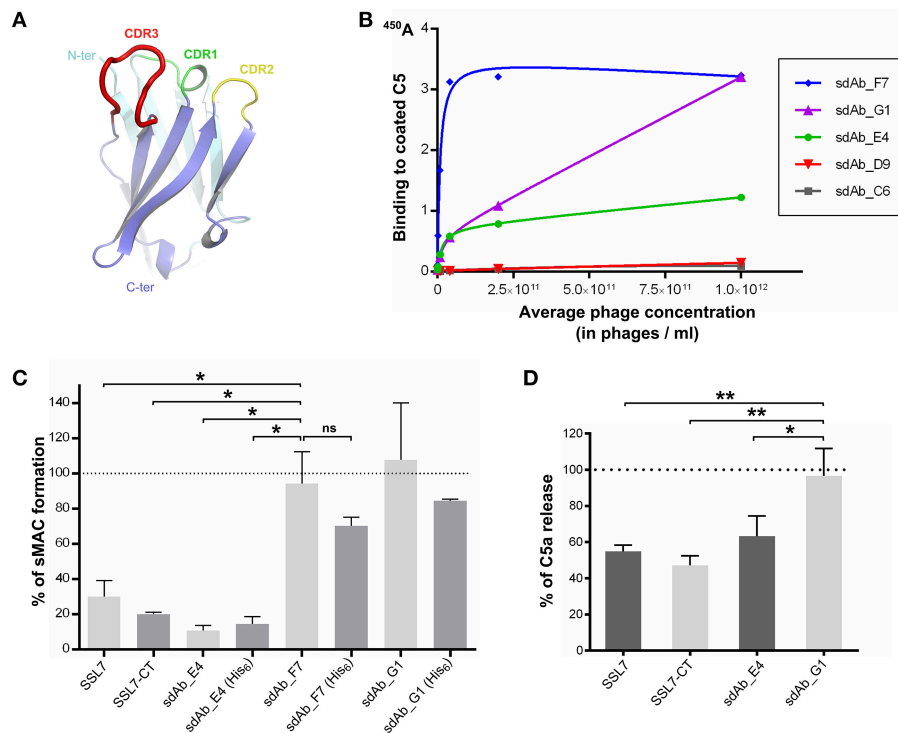 A
CDR3
N-ter
CDR1
CDR2
C-ter
B
450A
Binding to coated C5
4
3
2
1
0
0
2.5×10¹¹
5.0×10¹¹
7.5×10¹¹
1.0×10¹²
Average phage concentration
(in phages / ml)
sdAb_F7
sdAb_G1
sdAb_E4
sdAb_D9
sdAb_C6
C
% of sMAC formation
140
120
100
80
60
40
20
0
*
*
*
*
ns
SSL7
SSL7-CT
sdAb_E4
sdAb_E4 (His₆)
sdAb_F7
sdAb_F7 (His₆)
sdAb_G1
sdAb_G1 (His₆)
D
% of C5a release
120
100
80
60
40
20
0
**
**
*
SSL7
SSL7-CT
sdAb_E4
sdAb_G1